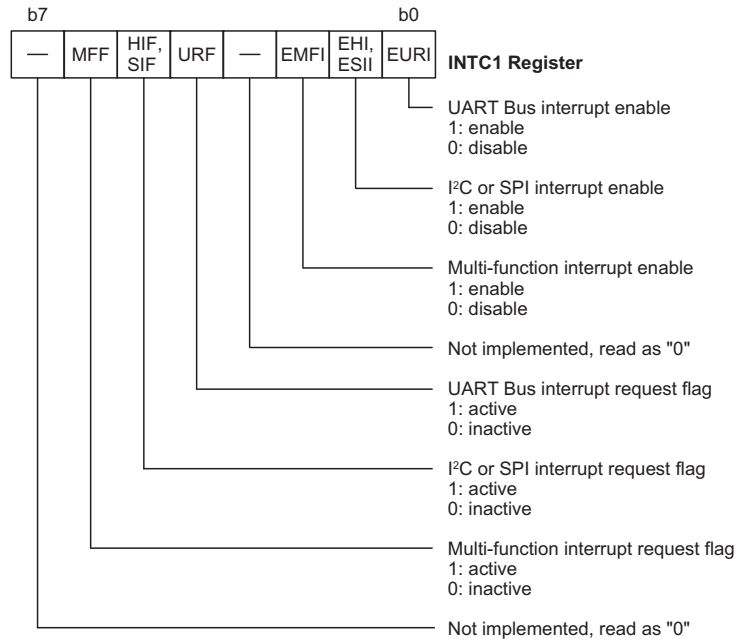 b7 b0
— MFF HIF, SIF URF — EMFI EHI, ESII EURI
INTC1 Register
UART Bus interrupt enable
1: enable
0: disable
I²C or SPI interrupt enable
1: enable
0: disable
Multi-function interrupt enable
1: enable
0: disable
Not implemented, read as "0"
UART Bus interrupt request flag
1: active
0: inactive
I²C or SPI interrupt request flag
1: active
0: inactive
Multi-function interrupt request flag
1: active
0: inactive
Not implemented, read as "0"